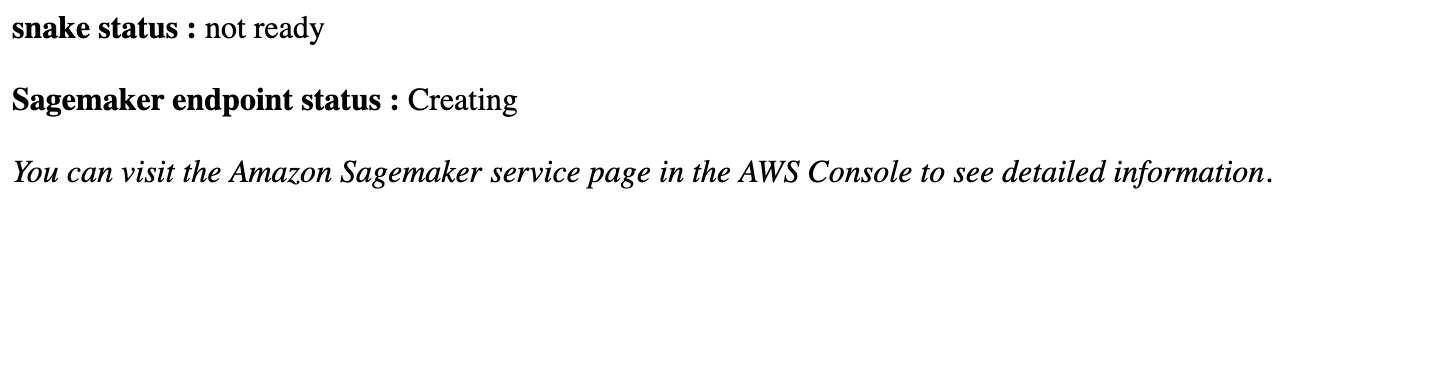 snake status : not ready
Sagemaker endpoint status : Creating
You can visit the Amazon Sagemaker service page in the AWS Console to see detailed information.